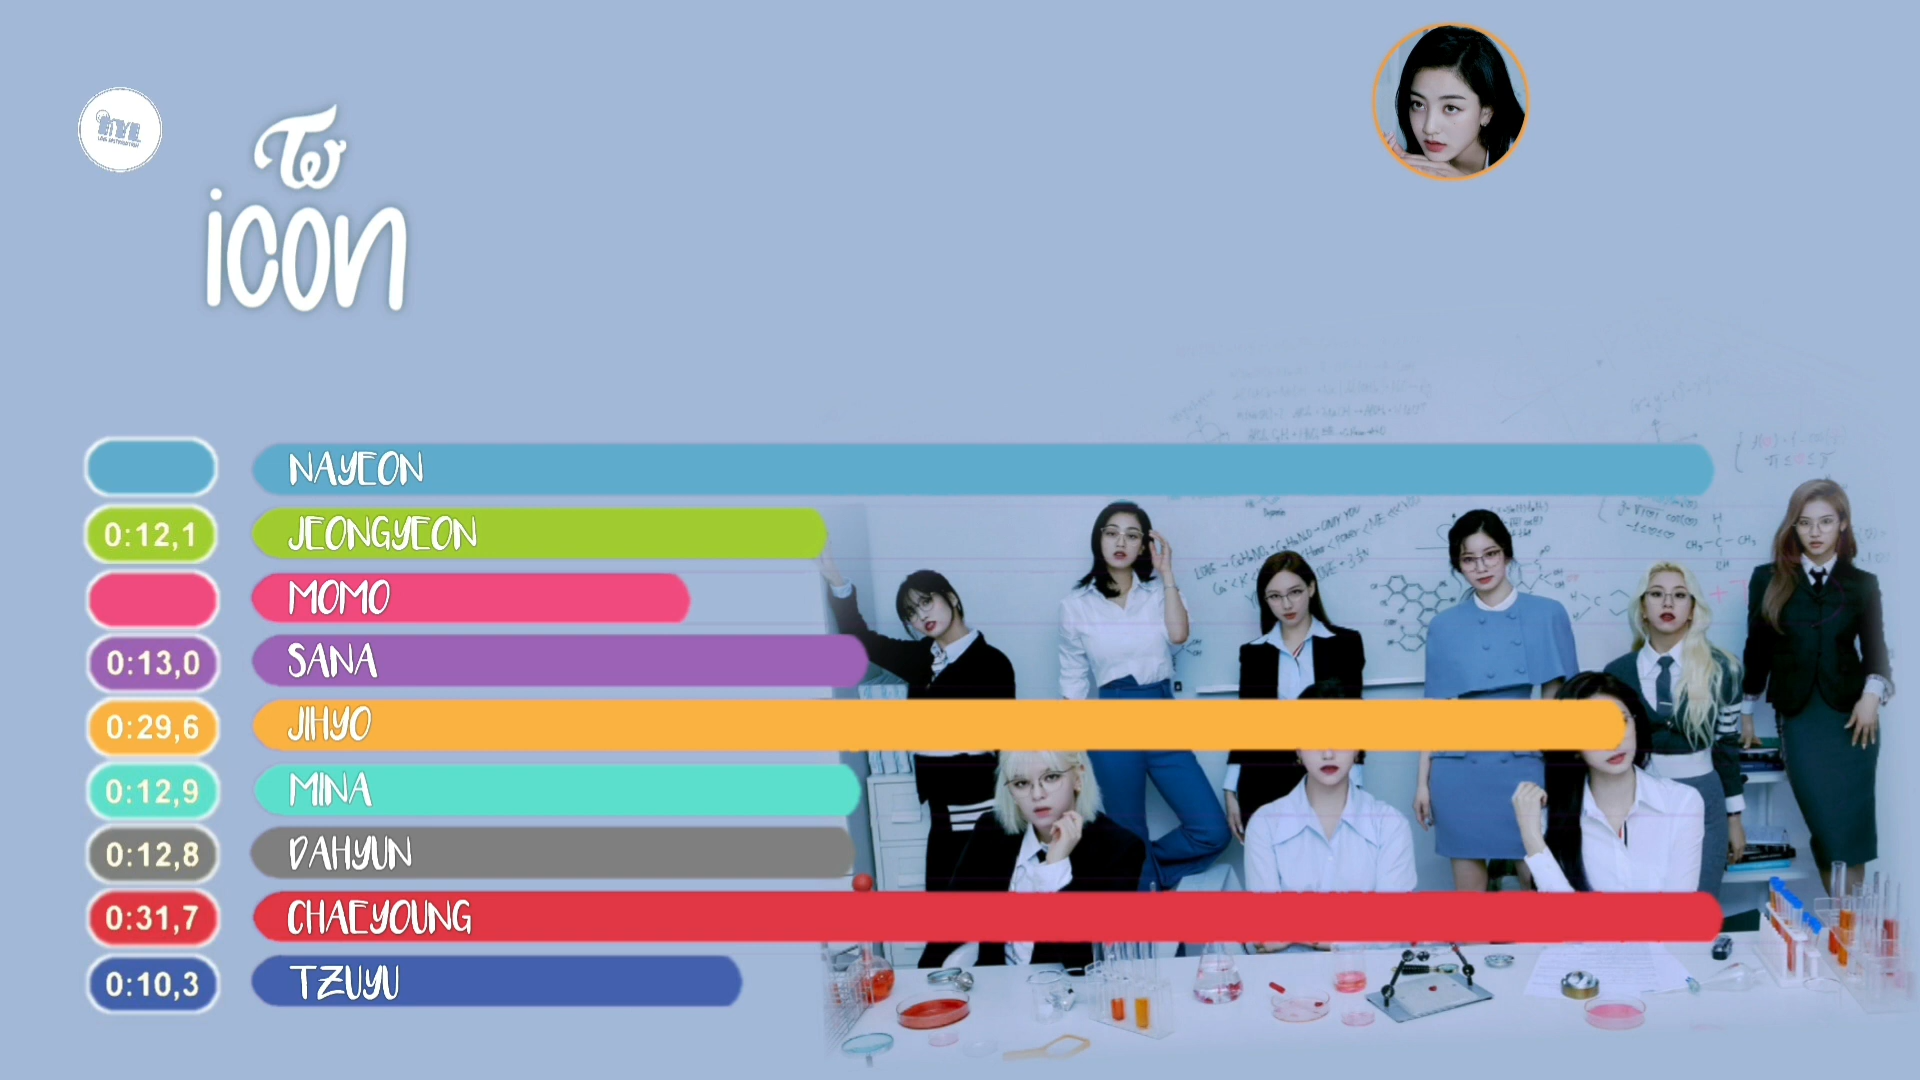 TW
icon
NAYEON
0:12,1 JEONGYEON
MOMO
0:13,0 SANA
0:29,6 JIHYO
0:12,9 MINA
0:12,8 DAHYUN
0:31,7 CHAEYOUNG
0:10,3 TZUYU